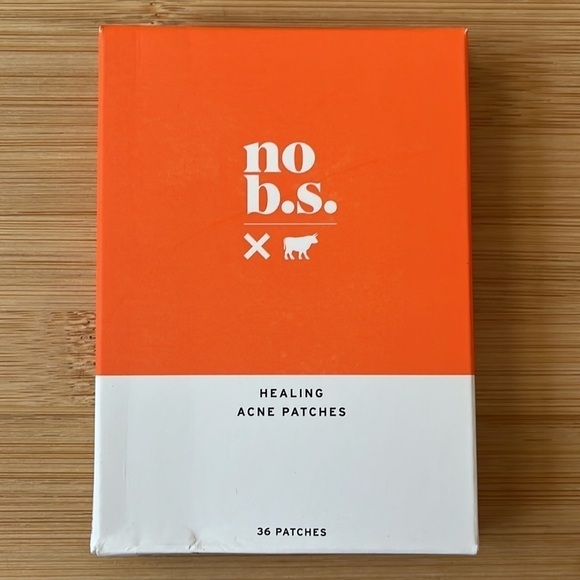 no
b.s.
HEALING
ACNE PATCHES
36 PATCHES